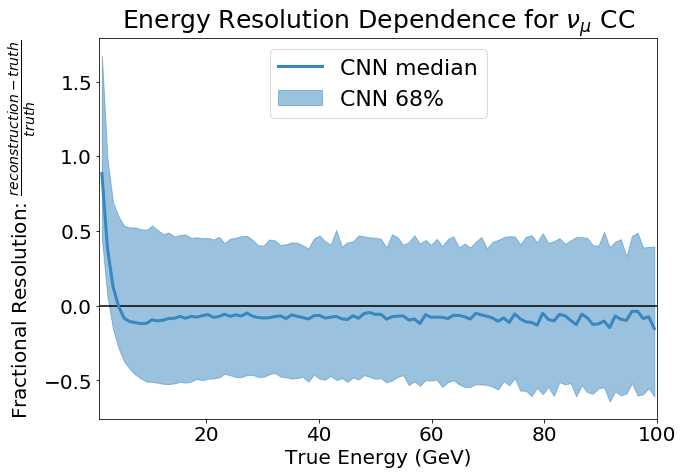 Energy Resolution Dependence for νμ CC
CNN median
CNN 68%
Fractional Resolution: reconstruction−truth
truth
1.5
1.0
0.5
0.0
−0.5
20 40 60 80 100
True Energy (GeV)